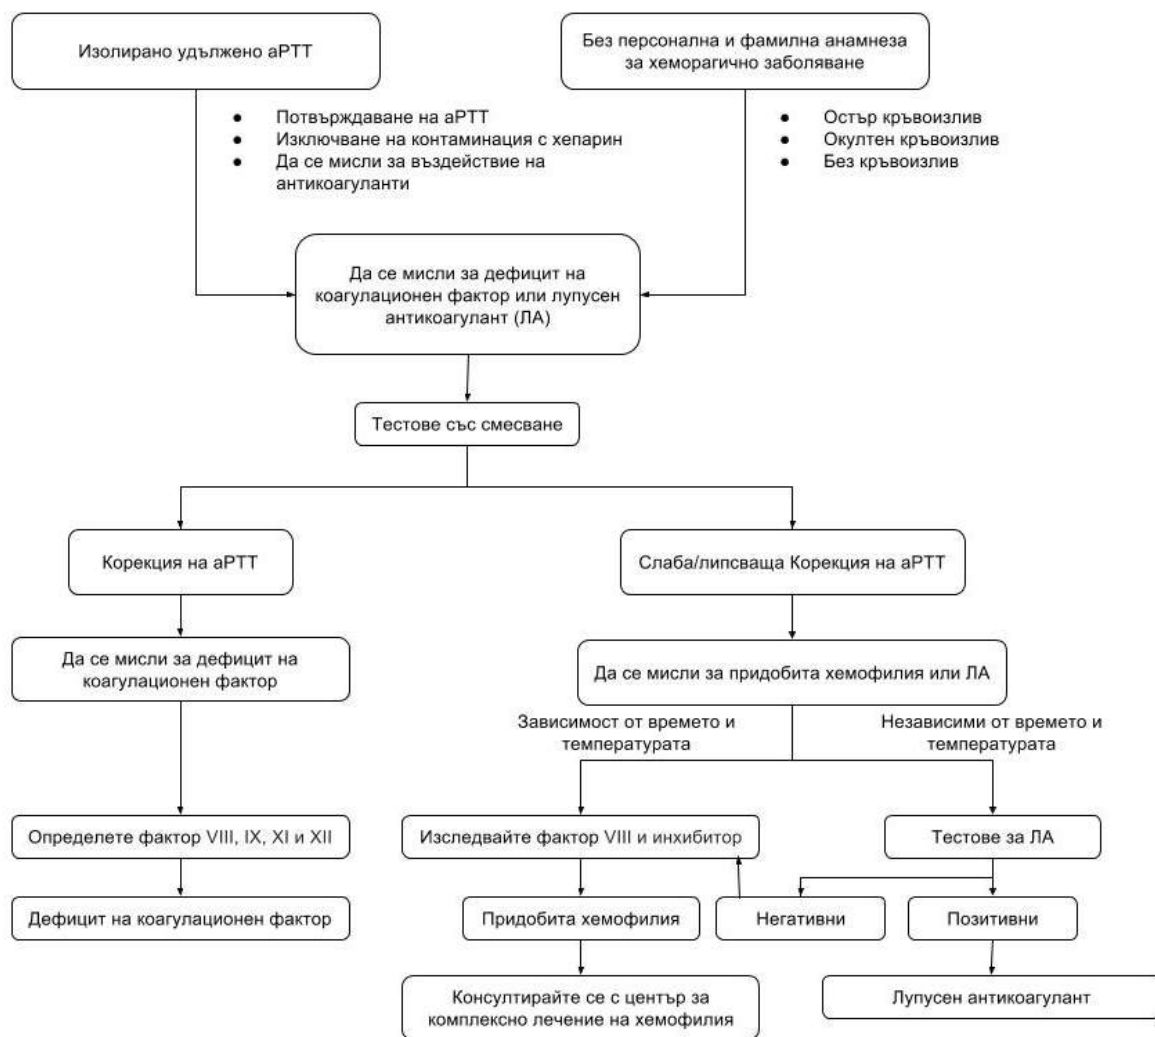 Изолирано удължено аРТТ
Без персонална и фамилна анамнеза
за хеморагично заболяване
● Потвърждаване на аРТТ
● Изключване на контаминация с хепарин
● Да се мисли за въздействие на
антикоагуланти
● Остър кръвоизлив
● Окултен кръвоизлив
● Без кръвоизлив
Да се мисли за дефицит на
коагулационен фактор или лупусен
антикоагулант (ЛА)
Тестове със смесване
Корекция на аРТТ
Слаба/липсваща Корекция на аРТТ
Да се мисли за дефицит на
коагулационен фактор
Да се мисли за придобита хемофилия или ЛА
Зависимост от времето и
температурата
Независими от времето и
температурата
Определете фактор VIII, IX, XI и XII
Изследвайте фактор VIII и инхибитор
Тестове за ЛА
Дефицит на коагулационен фактор
Придобита хемофилия
Негативни
Позитивни
Консултирайте се с център за
комплексно лечение на хемофилия
Лупусен антикоагулант